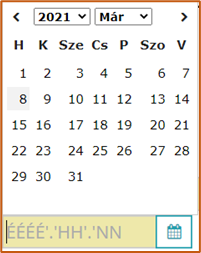 2021 Már
H K Sze Cs P Szo V
1 2 3 4 5 6 7
8 9 10 11 12 13 14
15 16 17 18 19 20 21
22 23 24 25 26 27 28
29 30 31
ÉÉÉÉ'.'HH'.'NN